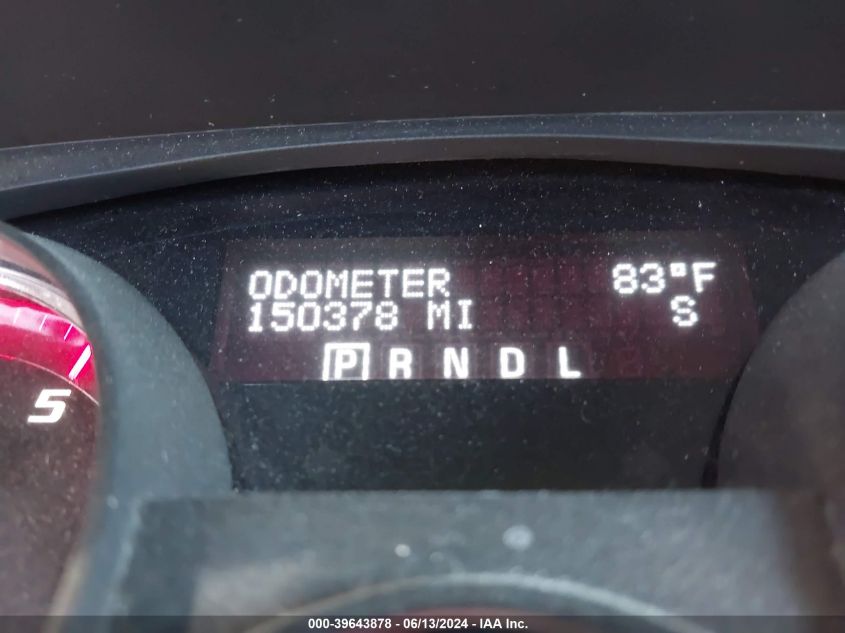 ODOMETER 83°F
150378 MI S
P R N D L
5
000-39643878 - 06/13/2024 - IAA Inc.